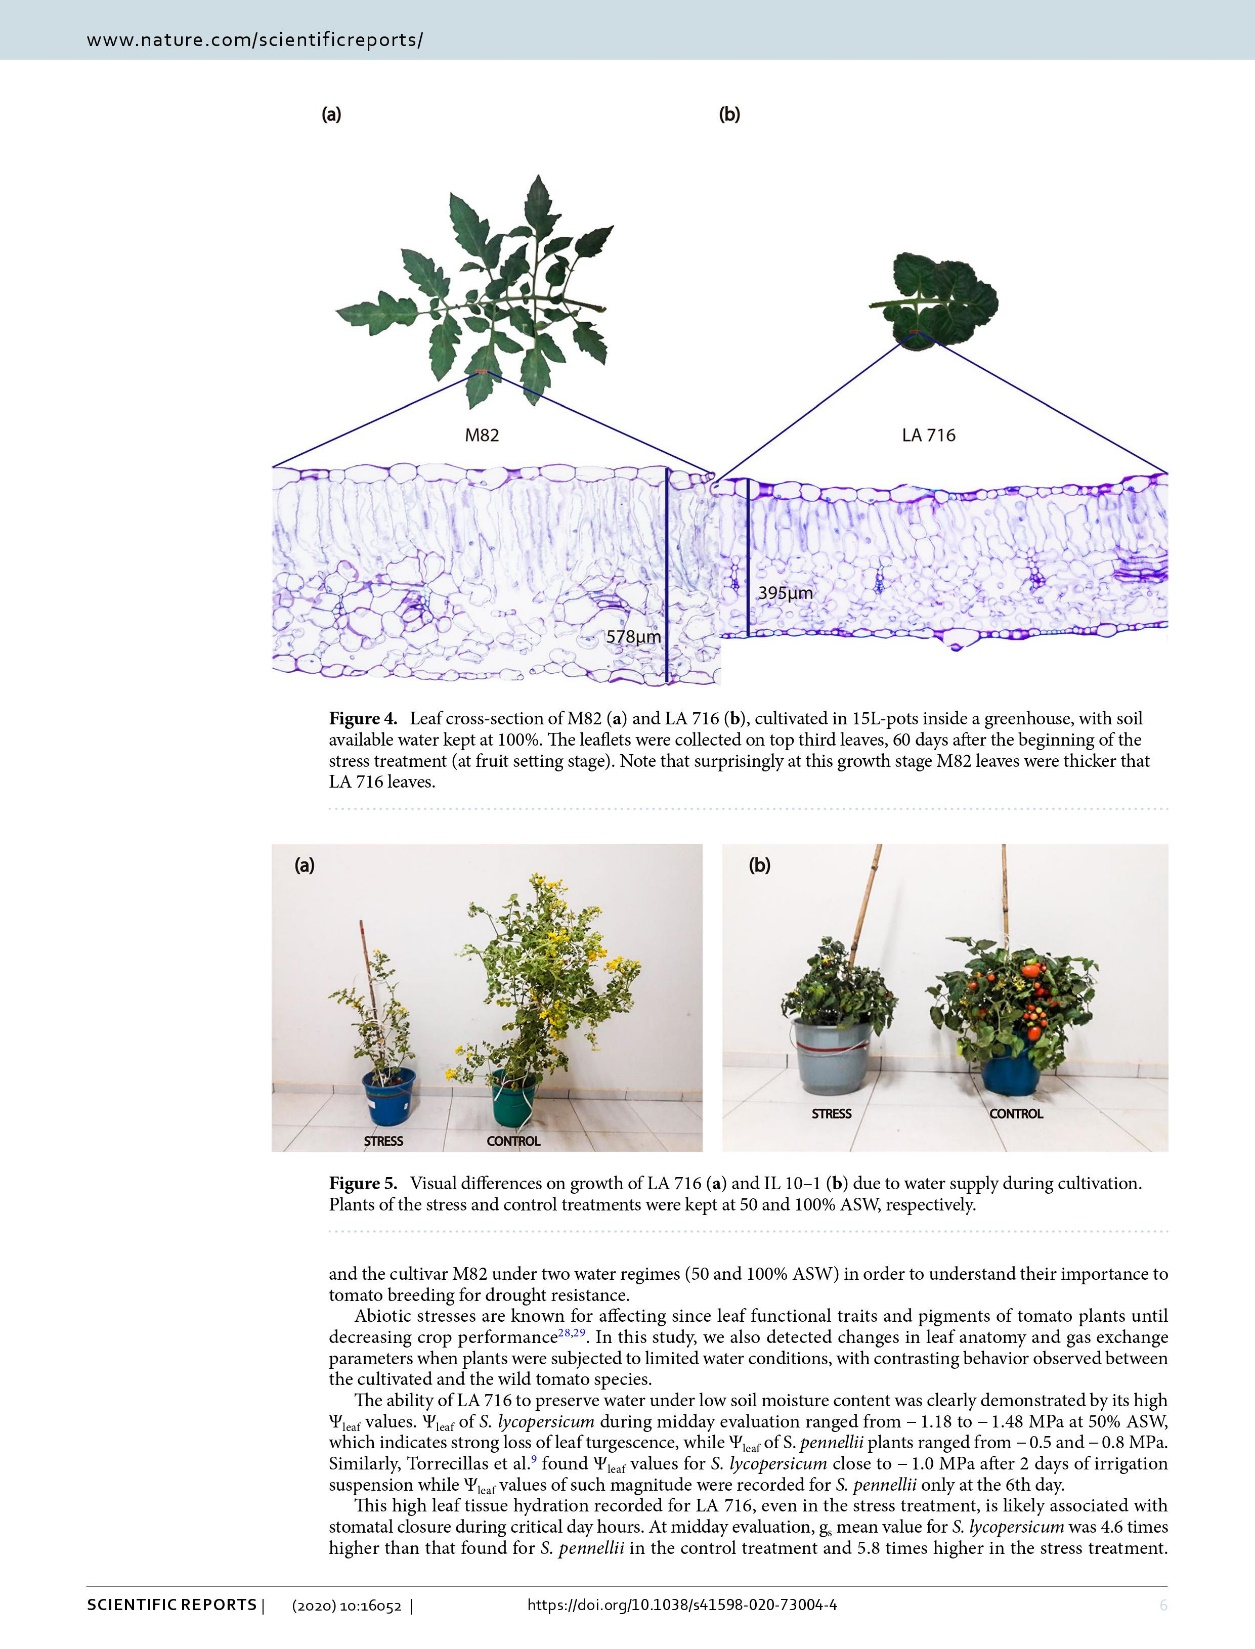 www.nature.com/scientificreports/
(a)
(b)
M82
LA 716
395µm
578µm
Figure 4. Leaf cross-section of M82 (a) and LA 716 (b), cultivated in 15L-pots inside a greenhouse, with soil
available water kept at 100%. The leaflets were collected on top third leaves, 60 days after the beginning of the
stress treatment (at fruit setting stage). Note that surprisingly at this growth stage M82 leaves were thicker that
LA 716 leaves.
(a)
(b)
STRESS
CONTROL
STRESS
CONTROL
Figure 5. Visual differences on growth of LA 716 (a) and IL 10–1 (b) due to water supply during cultivation.
Plants of the stress and control treatments were kept at 50 and 100% ASW, respectively.
and the cultivar M82 under two water regimes (50 and 100% ASW) in order to understand their importance to
tomato breeding for drought resistance.
Abiotic stresses are known for affecting since leaf functional traits and pigments of tomato plants until
decreasing crop performance28,29. In this study, we also detected changes in leaf anatomy and gas exchange
parameters when plants were subjected to limited water conditions, with contrasting behavior observed between
the cultivated and the wild tomato species.
The ability of LA 716 to preserve water under low soil moisture content was clearly demonstrated by its high
Ψleaf values. Ψleaf of S. lycopersicum during midday evaluation ranged from − 1.18 to − 1.48 MPa at 50% ASW,
which indicates strong loss of leaf turgescence, while Ψleaf of S. pennellii plants ranged from − 0.5 and − 0.8 MPa.
Similarly, Torrecillas et al.9 found Ψleaf values for S. lycopersicum close to − 1.0 MPa after 2 days of irrigation
suspension while Ψleaf values of such magnitude were recorded for S. pennellii only at the 6th day.
This high leaf tissue hydration recorded for LA 716, even in the stress treatment, is likely associated with
stomatal closure during critical day hours. At midday evaluation, gs mean value for S. lycopersicum was 4.6 times
higher than that found for S. pennellii in the control treatment and 5.8 times higher in the stress treatment.
SCIENTIFIC REPORTS | (2020) 10:16052 | https://doi.org/10.1038/s41598-020-73004-4 6